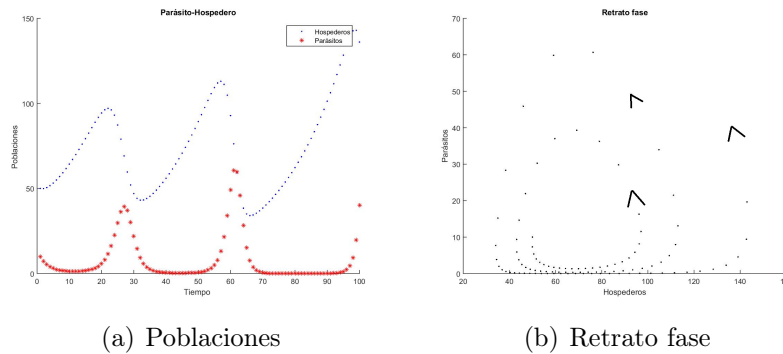 Parásito-Hospedero
150
100
50
0
Poblaciones
Hospederos
Parásitos
0 10 20 30 40 50 60 70 80 90 100
Tiempo
(a) Poblaciones
Retrato fase
70
60
50
40
30
20
10
0
Parásitos
20 40 60 80 100 120 140
Hospederos
(b) Retrato fase